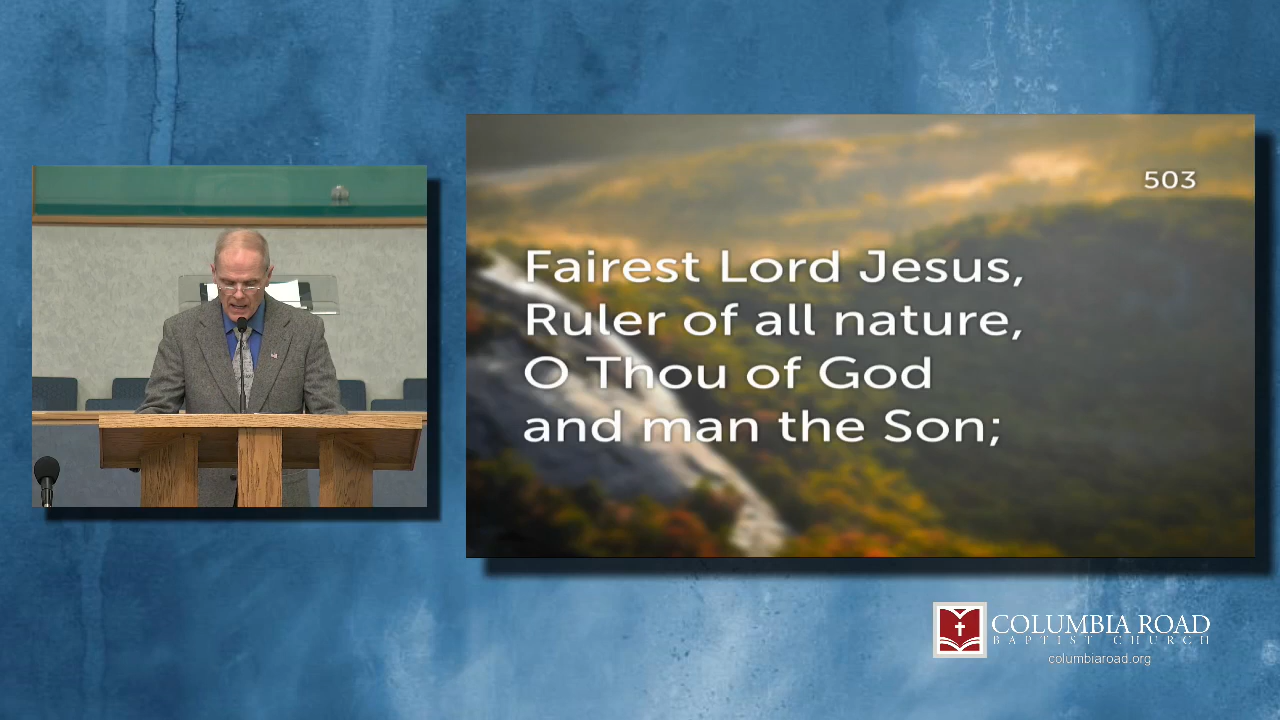 503
Fairest Lord Jesus,
Ruler of all nature,
O Thou of God
and man the Son;
COLUMBIA ROAD
BAPTIST CHURCH
columbiaroad.org